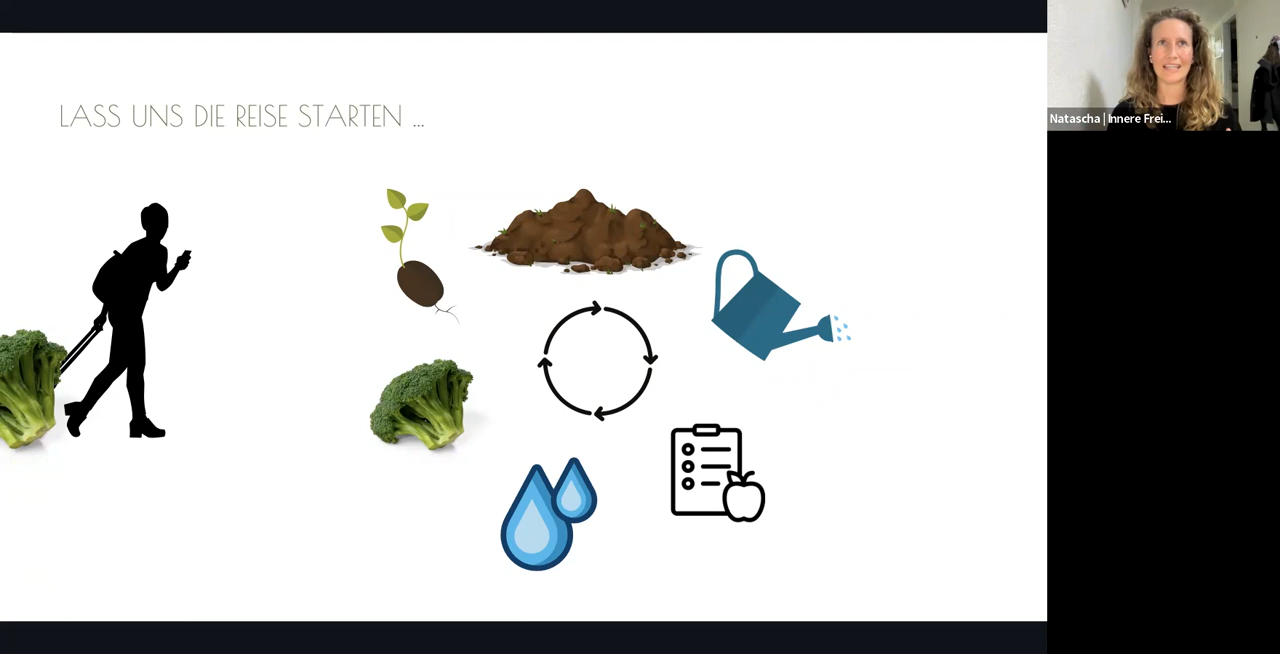 LASS UNS DIE REISE STARTEN ...
Natascha | Innere Frei...